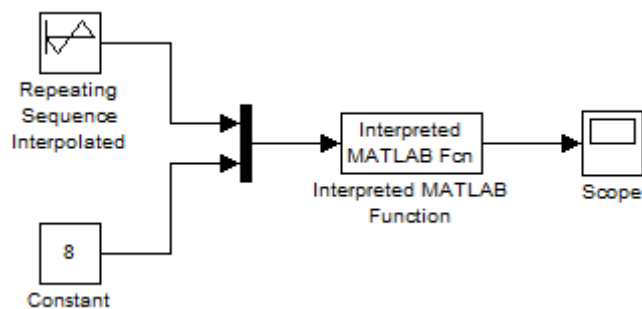 Repeating
Sequence
Interpolated
8
Constant
Interpreted
MATLAB Fcn
Interpreted MATLAB
Function
Scope